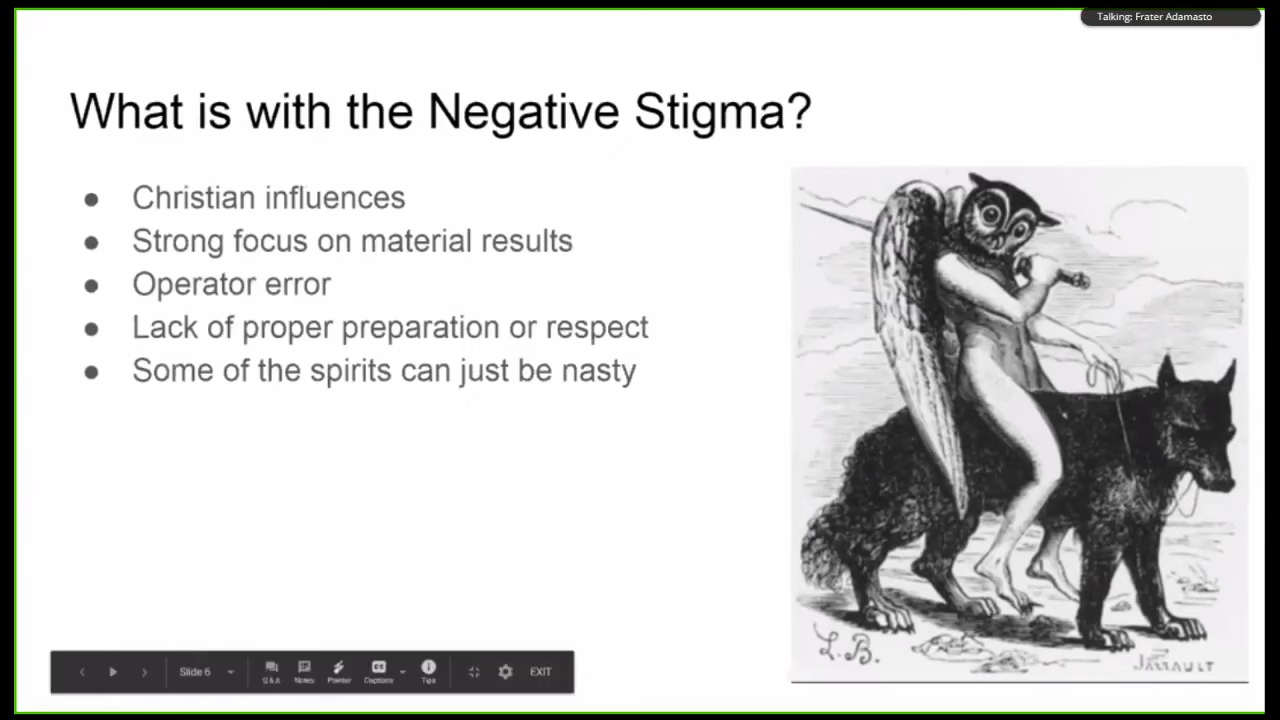 Talking: Frater Adamasto
What is with the Negative Stigma?
● Christian influences
● Strong focus on material results
● Operator error
● Lack of proper preparation or respect
● Some of the spirits can just be nasty
L.B.
JARRAULT
Slide 6
Q & A Notes Pointer CC Captions Tips EXIT